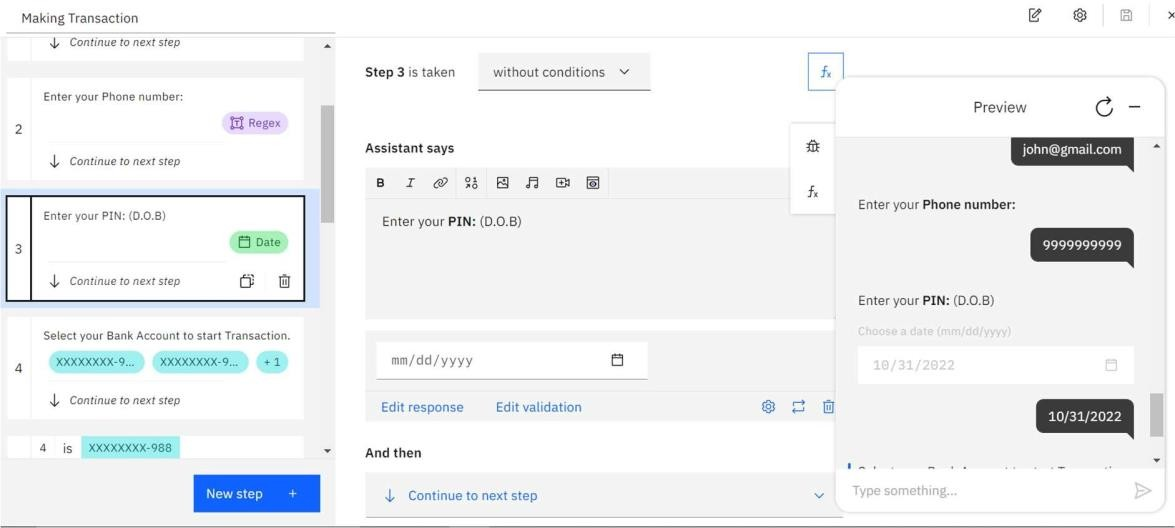 Making Transaction
Continue to next step
2
Enter your Phone number:
Regex
Continue to next step
3
Enter your PIN: (D.O.B)
Date
Continue to next step
4
Select your Bank Account to start Transaction.
XXXXXXXX-9... XXXXXXXX-9... + 1
Continue to next step
4 is XXXXXXXX-988
New step +
Step 3 is taken without conditions fx
Assistant says
B I
fx
Enter your PIN: (D.O.B)
mm/dd/yyyy
Edit response Edit validation
And then
Continue to next step
Preview
john@gmail.com
Enter your Phone number:
9999999999
Enter your PIN: (D.O.B)
Choose a date (mm/dd/yyyy)
10/31/2022
10/31/2022
Type something...